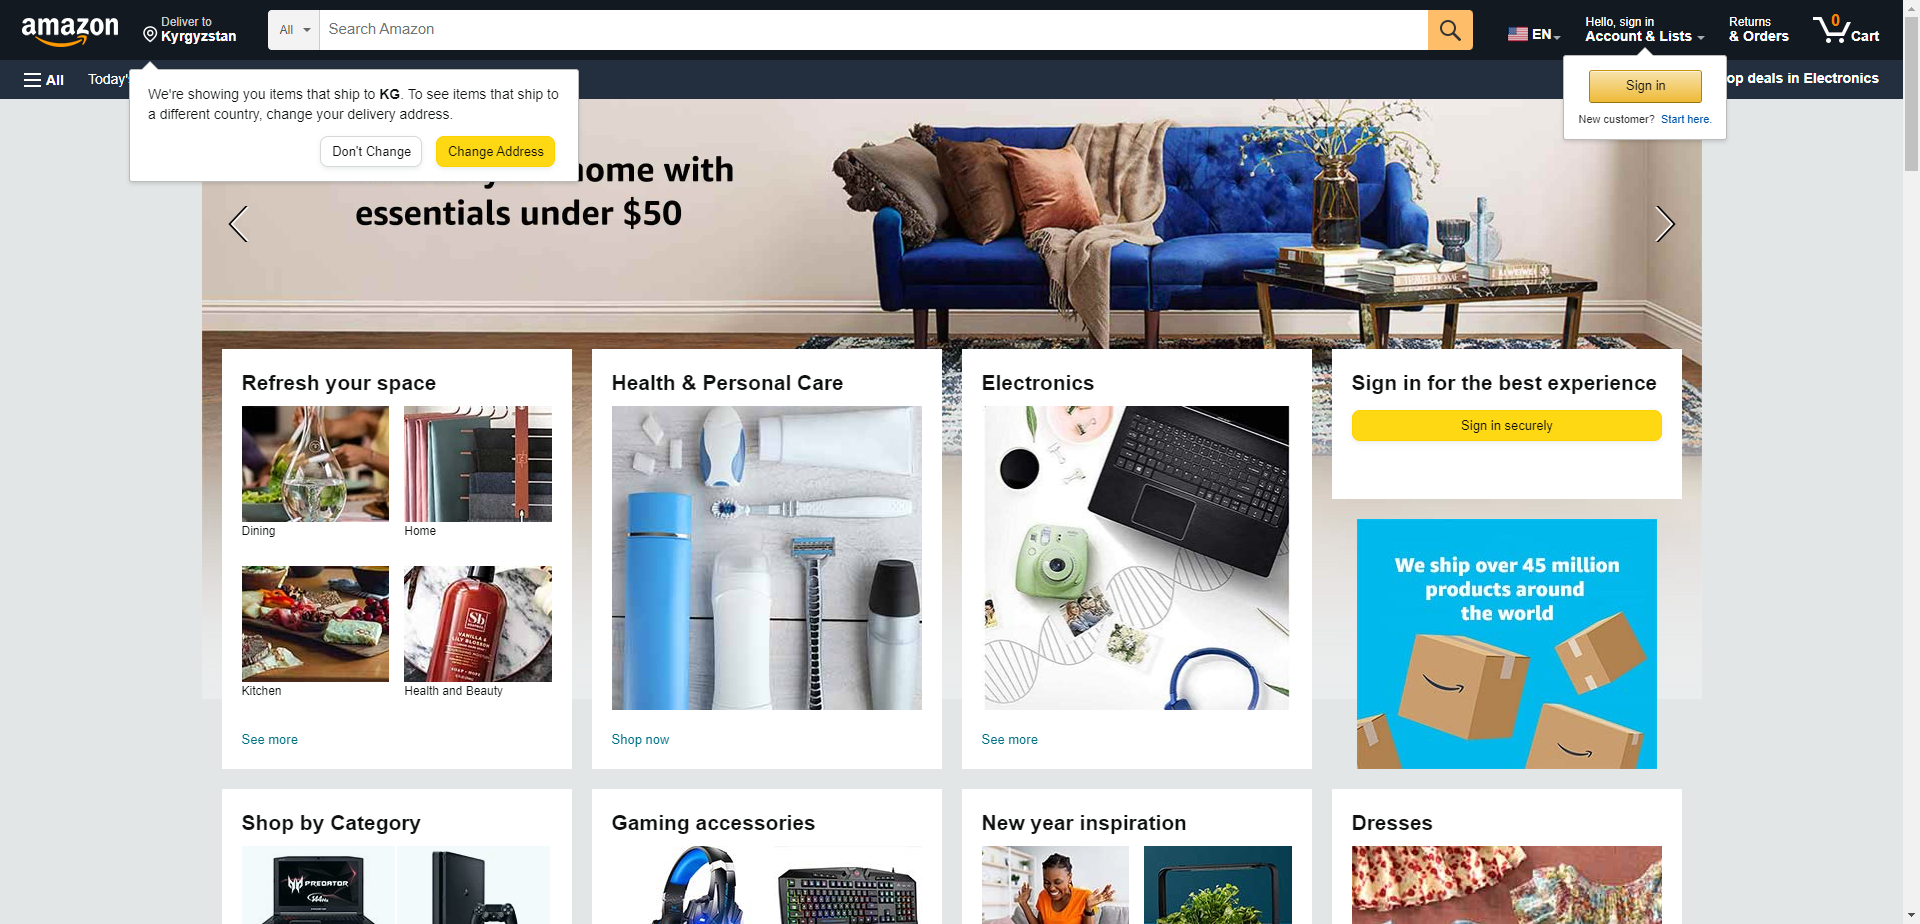 amazon
Deliver to
Kyrgyzstan
All
Search Amazon
EN
Hello, sign in
Account & Lists
Returns
& Orders
0
Cart
All
Today'
op deals in Electronics
We're showing you items that ship to KG. To see items that ship to
a different country, change your delivery address.
Don't Change
Change Address
Sign in
New customer? Start here.
home with
essentials under $50
Refresh your space
Dining
Home
Kitchen
Health and Beauty
See more
Health & Personal Care
Shop now
Electronics
See more
Sign in for the best experience
Sign in securely
We ship over 45 million
products around
the world
Sb
VANILLA &
LILY BLOSSOM
Shop by Category
PREDATOR
Gaming accessories
New year inspiration
Dresses